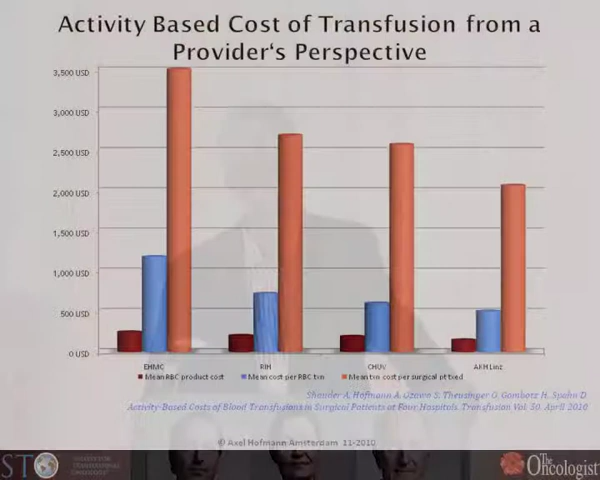 Activity Based Cost of Transfusion from a
Provider's Perspective
3,500 USD
3,000 USD
2,500 USD
2,000 USD
1,500 USD
1,000 USD
500 USD
0 USD
EHMC RIH CHUV AKH Linz
Mean RBC product cost Mean cost per RBC txn Mean txn cost per surgical pt txed
Shander A, Hofmann A, Ozawa S, Theusinger O, Gombotz H, Spahn D
Activity-Based Costs of Blood Transfusions in Surgical Patients at Four Hospitals. Transfusion Vol. 50. April 2010
© Axel Hofmann Amsterdam 11-2010
STO
The
Oncologist